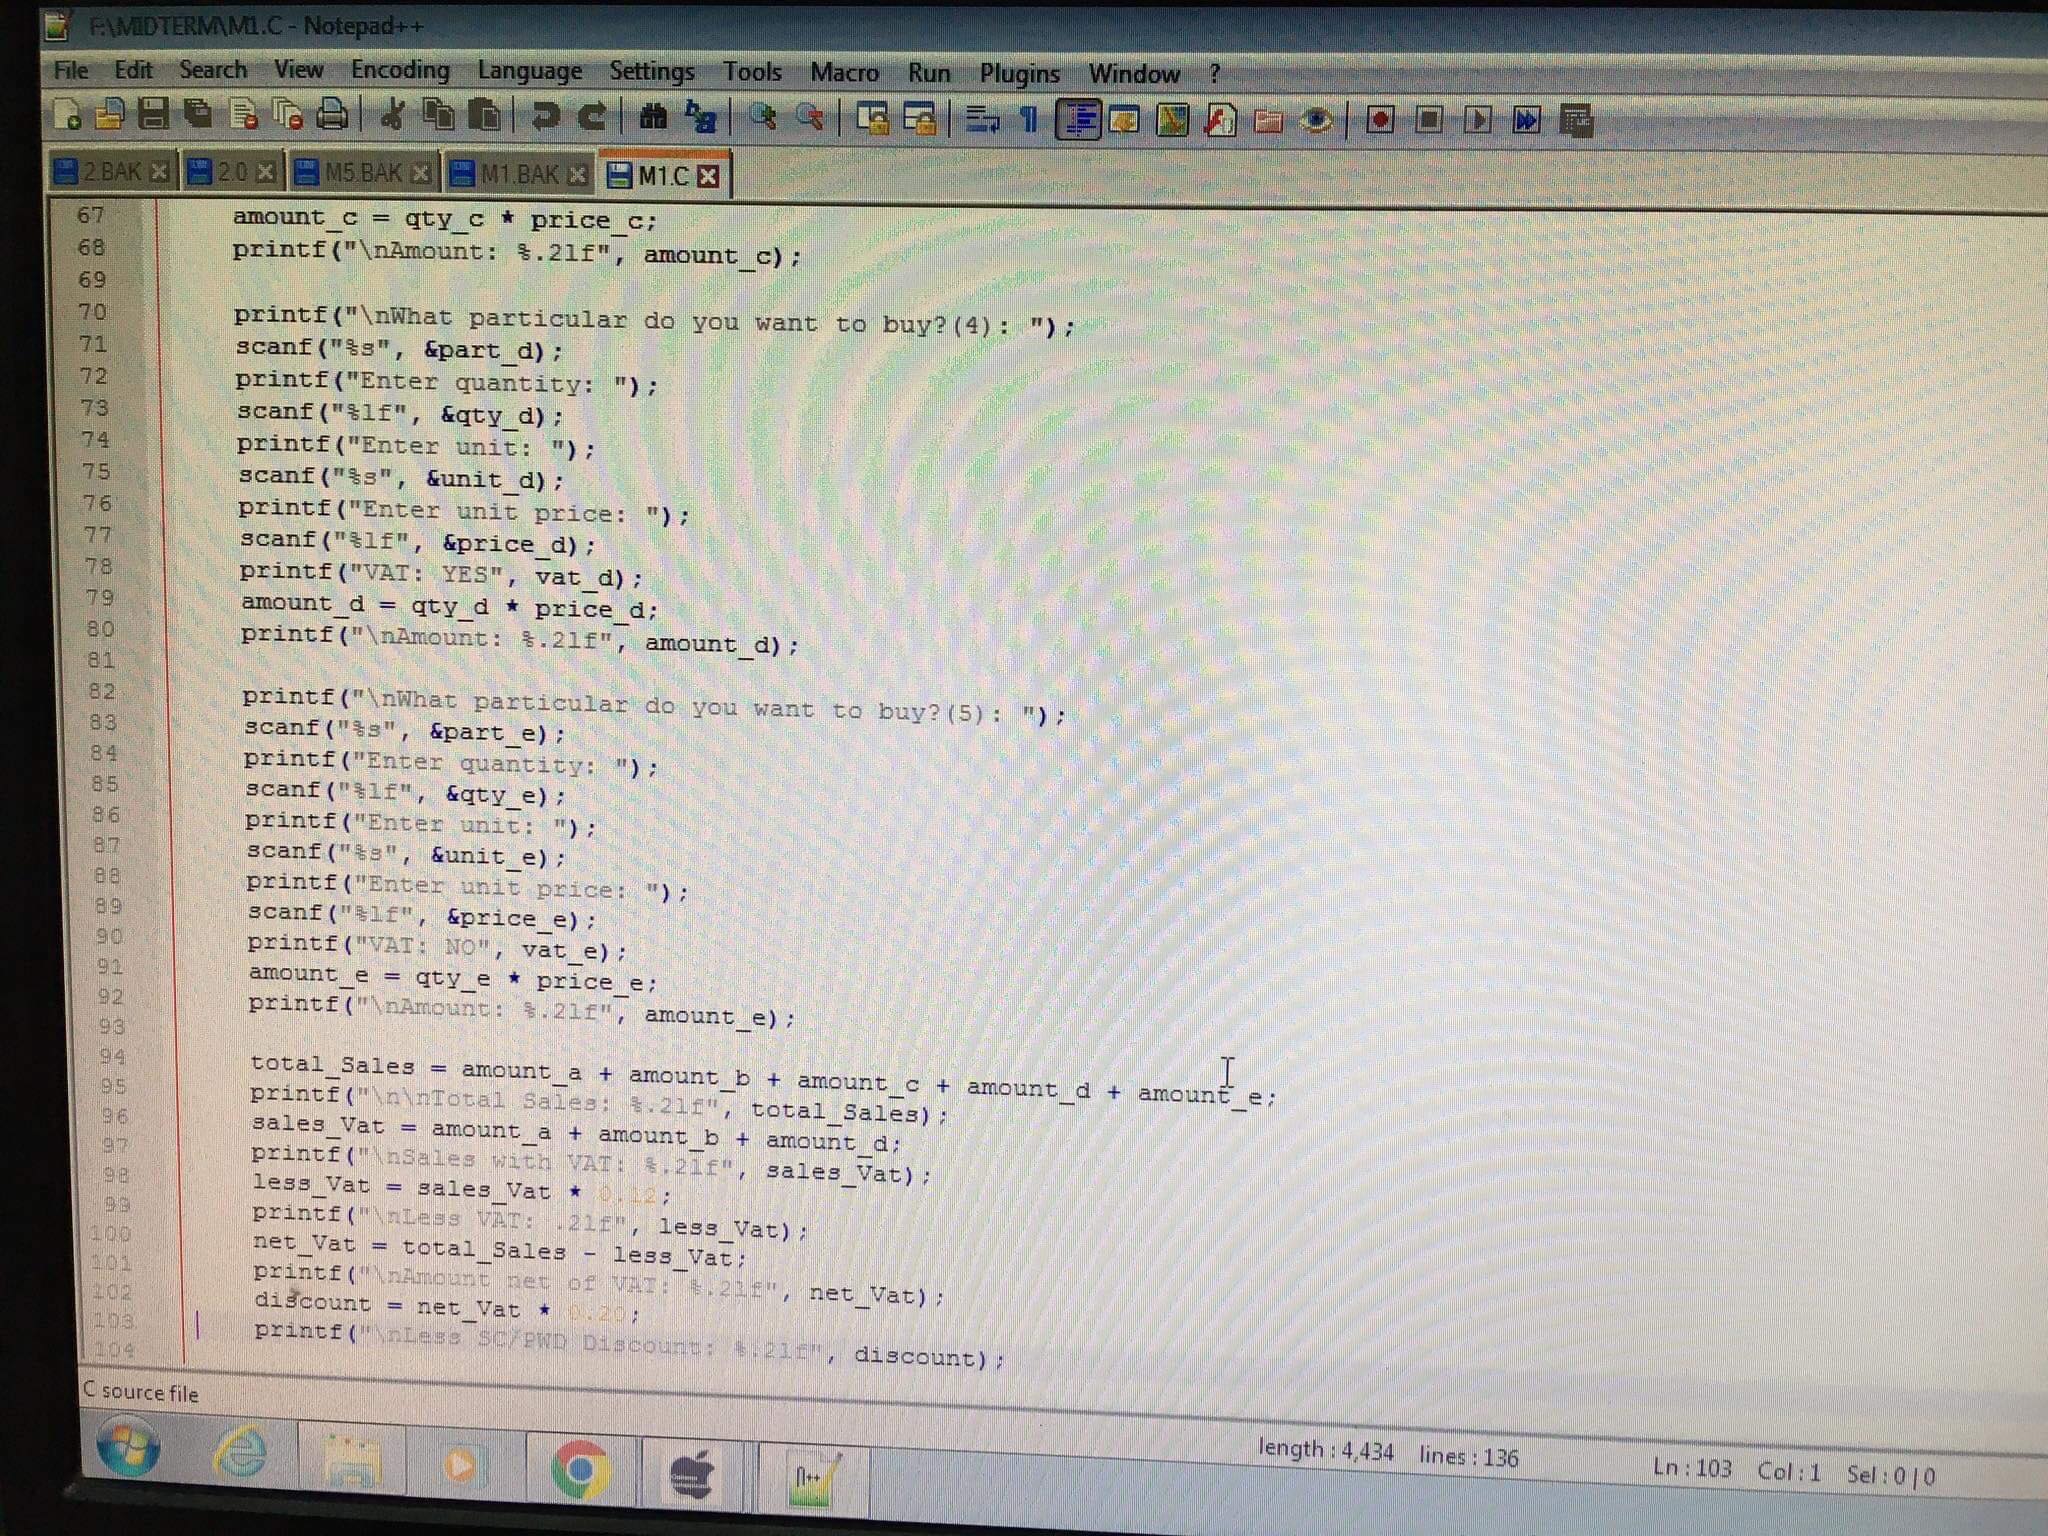 F:\MIDTERM\M1.C - Notepad++
File Edit Search View Encoding Language Settings Tools Macro Run Plugins Window ?
2.BAK 2.0 M5.BAK M1.BAK M1.C
67 amount_c = qty_c * price_c;
68 printf("\nAmount: %.2lf", amount_c);
69
70 printf("\nWhat particular do you want to buy?(4): ");
71 scanf("%s", &part_d);
72 printf("Enter quantity: ");
73 scanf("%lf", &qty_d);
74 printf("Enter unit: ");
75 scanf("%s", &unit_d);
76 printf("Enter unit price: ");
77 scanf("%lf", &price_d);
78 printf("VAT: YES", vat_d);
79 amount_d = qty_d * price_d;
80 printf("\nAmount: %.2lf", amount_d);
81
82 printf("\nWhat particular do you want to buy?(5): ");
83 scanf("%s", &part_e);
84 printf("Enter quantity: ");
85 scanf("%lf", &qty_e);
86 printf("Enter unit: ");
87 scanf("%s", &unit_e);
88 printf("Enter unit price: ");
89 scanf("%lf", &price_e);
90 printf("VAT: NO", vat_e);
91 amount_e = qty_e * price_e;
92 printf("\nAmount: %.2lf", amount_e);
93
94 total_Sales = amount_a + amount_b + amount_c + amount_d + amount_e;
95 printf("\n\nTotal Sales: %.2lf", total_Sales);
96 sales_Vat = amount_a + amount_b + amount_d;
97 printf("\nSales with VAT: %.2lf", sales_Vat);
98 less_Vat = sales_Vat * 0.12;
99 printf("\nLess VAT: .2lf", less_Vat);
100 net_Vat = total_Sales - less_Vat;
101 printf("\nAmount net of VAT: %.2lf", net_Vat);
102 discount = net_Vat * 0.20;
103 printf("\nLess SC/PWD Discount: %.2lf", discount);
104
C source file
length : 4,434 lines : 136 Ln : 103 Col : 1 Sel : 0 | 0
n++